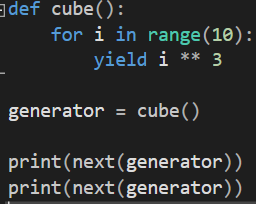 def cube():
    for i in range(10):
        yield i ** 3

generator = cube()

print(next(generator))
print(next(generator))